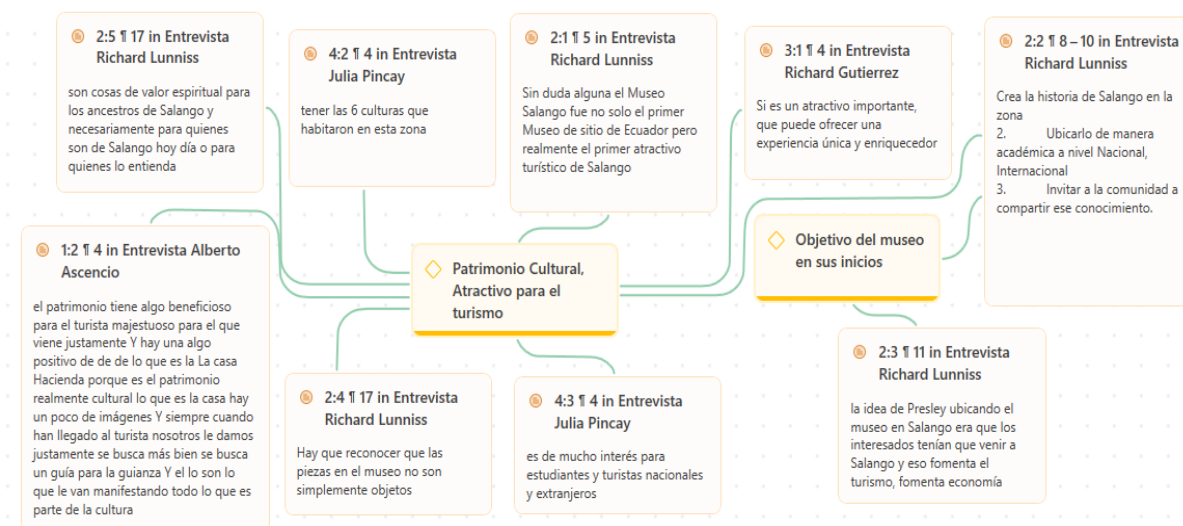 2:5 ¶ 17 in Entrevista
Richard Lunniss
son cosas de valor espiritual para
los ancestros de Salango y
necesariamente para quienes
son de Salango hoy día o para
quienes lo entienda
4:2 ¶ 4 in Entrevista
Julia Pincay
tener las 6 culturas que
habitaron en esta zona
2:1 ¶ 5 in Entrevista
Richard Lunniss
Sin duda alguna el Museo
Salango fue no solo el primer
Museo de sitio de Ecuador pero
realmente el primer atractivo
turístico de Salango
3:1 ¶ 4 in Entrevista
Richard Gutierrez
Si es un atractivo importante,
que puede ofrecer una
experiencia única y enriquecedor
2:2 ¶ 8 – 10 in Entrevista
Richard Lunniss
Crea la historia de Salango en la
zona
2. Ubicarlo de manera
académica a nivel Nacional,
Internacional
3. Invitar a la comunidad a
compartir ese conocimiento.
1:2 ¶ 4 in Entrevista Alberto
Ascencio
el patrimonio tiene algo beneficioso
para el turista majestuoso para el que
viene justamente Y hay una algo
positivo de de de lo que es la La casa
Hacienda porque es el patrimonio
realmente cultural lo que es la casa hay
un poco de imágenes Y siempre cuando
han llegado al turista nosotros le damos
justamente se busca más bien se busca
un guía para la guianza Y el lo son lo
que le van manifestando todo lo que es
parte de la cultura
Patrimonio Cultural,
Atractivo para el
turismo
Objetivo del museo
en sus inicios
2:4 ¶ 17 in Entrevista
Richard Lunniss
Hay que reconocer que las
piezas en el museo no son
simplemente objetos
4:3 ¶ 4 in Entrevista
Julia Pincay
es de mucho interés para
estudiantes y turistas nacionales
y extranjeros
2:3 ¶ 11 in Entrevista
Richard Lunniss
la idea de Presley ubicando el
museo en Salango era que los
interesados tenían que venir a
Salango y eso fomenta el
turismo, fomenta economía